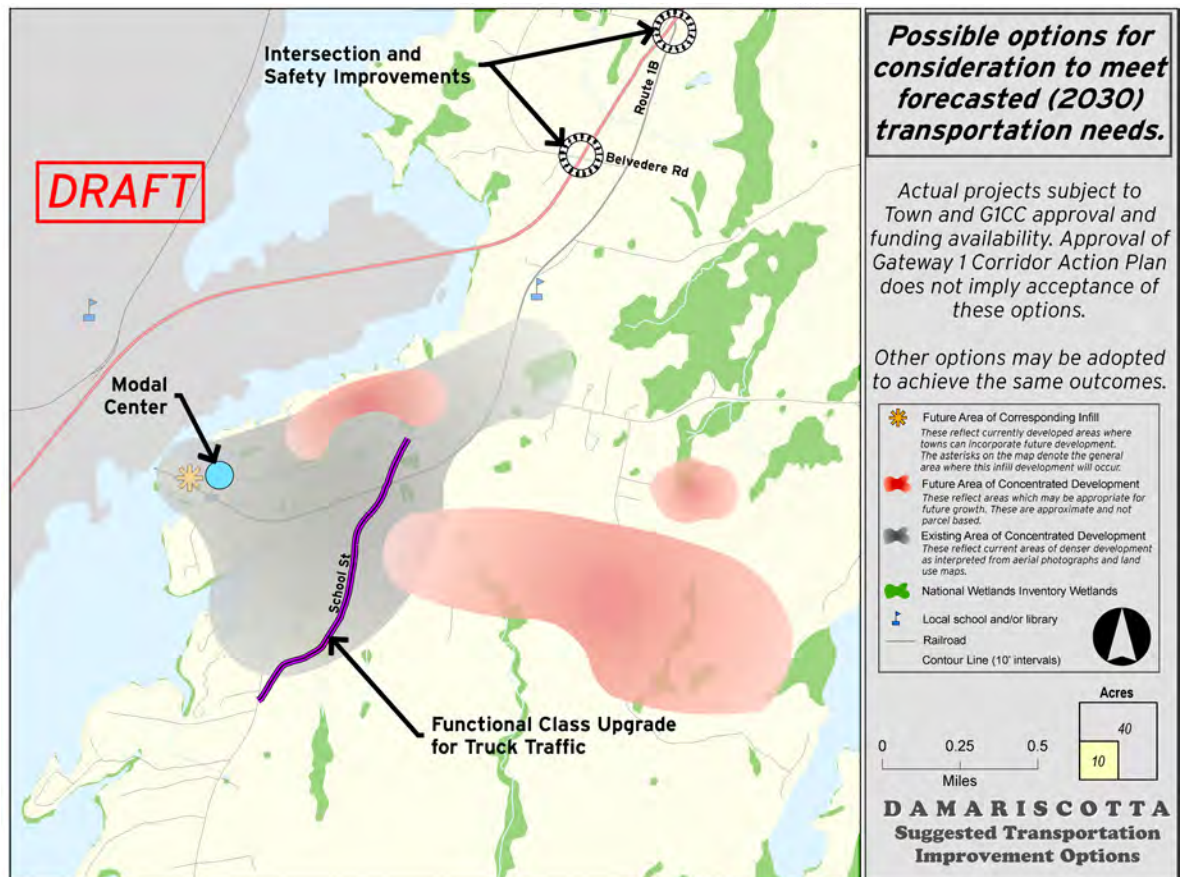 Intersection and
Safety Improvements
Route 1B
Belvedere Rd
DRAFT
Modal
Center
School St
Functional Class Upgrade
for Truck Traffic
Possible options for
consideration to meet
forecasted (2030)
transportation needs.
Actual projects subject to
Town and G1CC approval and
funding availability. Approval of
Gateway 1 Corridor Action Plan
does not imply acceptance of
these options.
Other options may be adopted
to achieve the same outcomes.
Future Area of Corresponding Infill
These reflect currently developed areas where
towns can incorporate future development.
The asterisks on the map denote the general
area where this infill development will occur.
Future Area of Concentrated Development
These reflect areas which may be appropriate for
future growth. These are approximate and not
parcel based.
Existing Area of Concentrated Development
These reflect current areas of denser development
as interpreted from aerial photographs and land
use maps.
National Wetlands Inventory Wetlands
Local school and/or library
Railroad
Contour Line (10' intervals)
Acres
40
10
0 0.25 0.5
Miles
DAMARISCOTTA
Suggested Transportation
Improvement Options